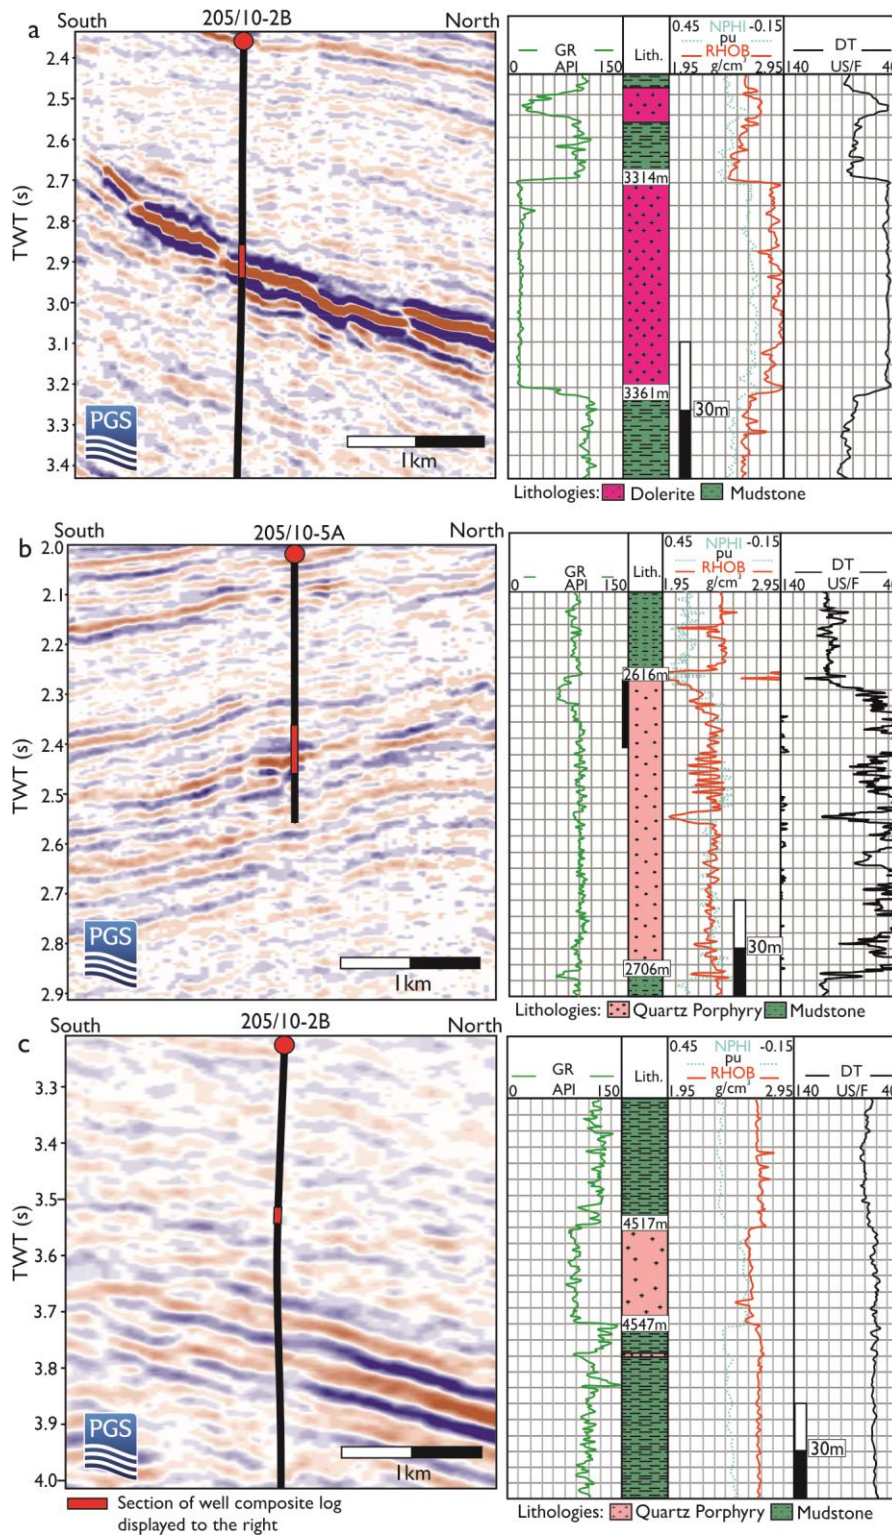 a
South
205/10-2B
North
TWT (s)
2.4
2.5
2.6
2.7
2.8
2.9
3.0
3.1
3.2
3.3
3.4
PGS
1km
GR
0 API 150
Lith.
0.45 NPHI -0.15
pu
RHOB
1.95 g/cm³ 2.95
DT
140 US/F 40
3314m
3361m
30m
Lithologies: Dolerite Mudstone
b
South
205/10-5A
North
TWT (s)
2.0
2.1
2.2
2.3
2.4
2.5
2.6
2.7
2.8
2.9
PGS
1km
GR
0 API 150
Lith.
0.45 NPHI -0.15
pu
RHOB
1.95 g/cm³ 2.95
DT
140 US/F 40
2616m
2706m
30m
Lithologies: Quartz Porphyry Mudstone
c
South
205/10-2B
North
TWT (s)
3.3
3.4
3.5
3.6
3.7
3.8
3.9
4.0
PGS
1km
GR
0 API 150
Lith.
0.45 NPHI -0.15
pu
RHOB
1.95 g/cm³ 2.95
DT
140 US/F 40
4517m
4547m
30m
Section of well composite log
displayed to the right
Lithologies: Quartz Porphyry Mudstone